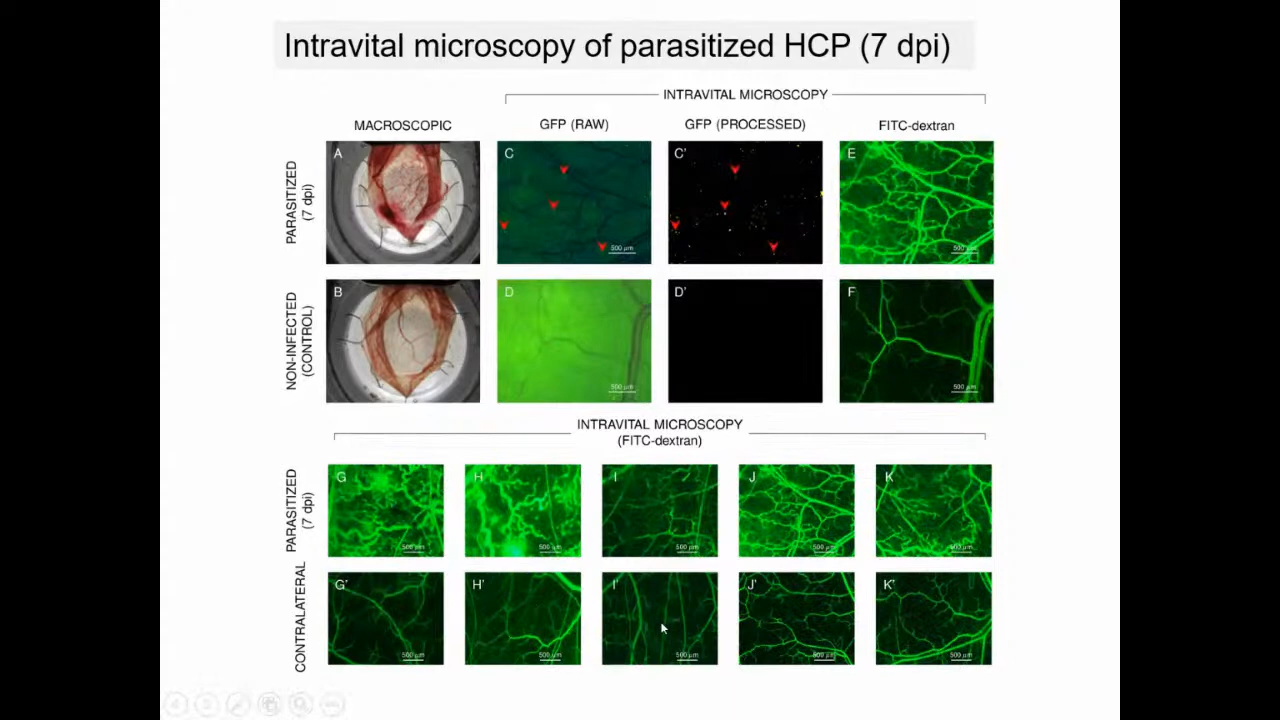 Intravital microscopy of parasitized HCP (7 dpi)
INTRAVITAL MICROSCOPY
MACROSCOPIC GFP (RAW) GFP (PROCESSED) FITC-dextran
PARASITIZED
(7 dpi)
A C C' E
500 µm 500 µm
NON-INFECTED
(CONTROL)
B D D' F
500 µm 500 µm
INTRAVITAL MICROSCOPY
(FITC-dextran)
PARASITIZED
(7 dpi)
G H I J K
500 µm 500 µm 500 µm 500 µm 500 µm
CONTRALATERAL
G' H' I' J' K'
500 µm 500 µm 500 µm 500 µm 500 µm